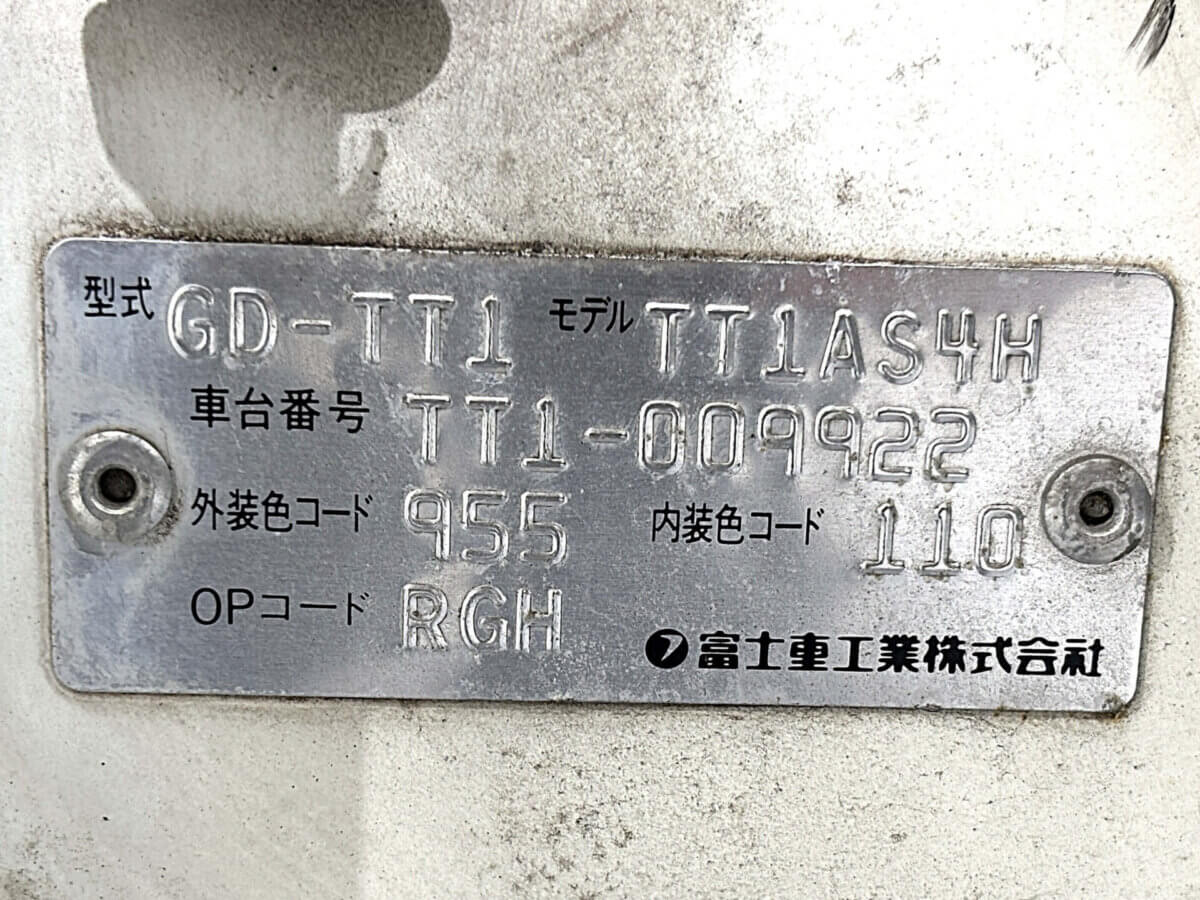 型式 GD-TT1 モデル TT1AS4H
車台番号 TT1-009922
外装色コード 955 内装色コード 110
OPコード RGH
富士重工業株式会社